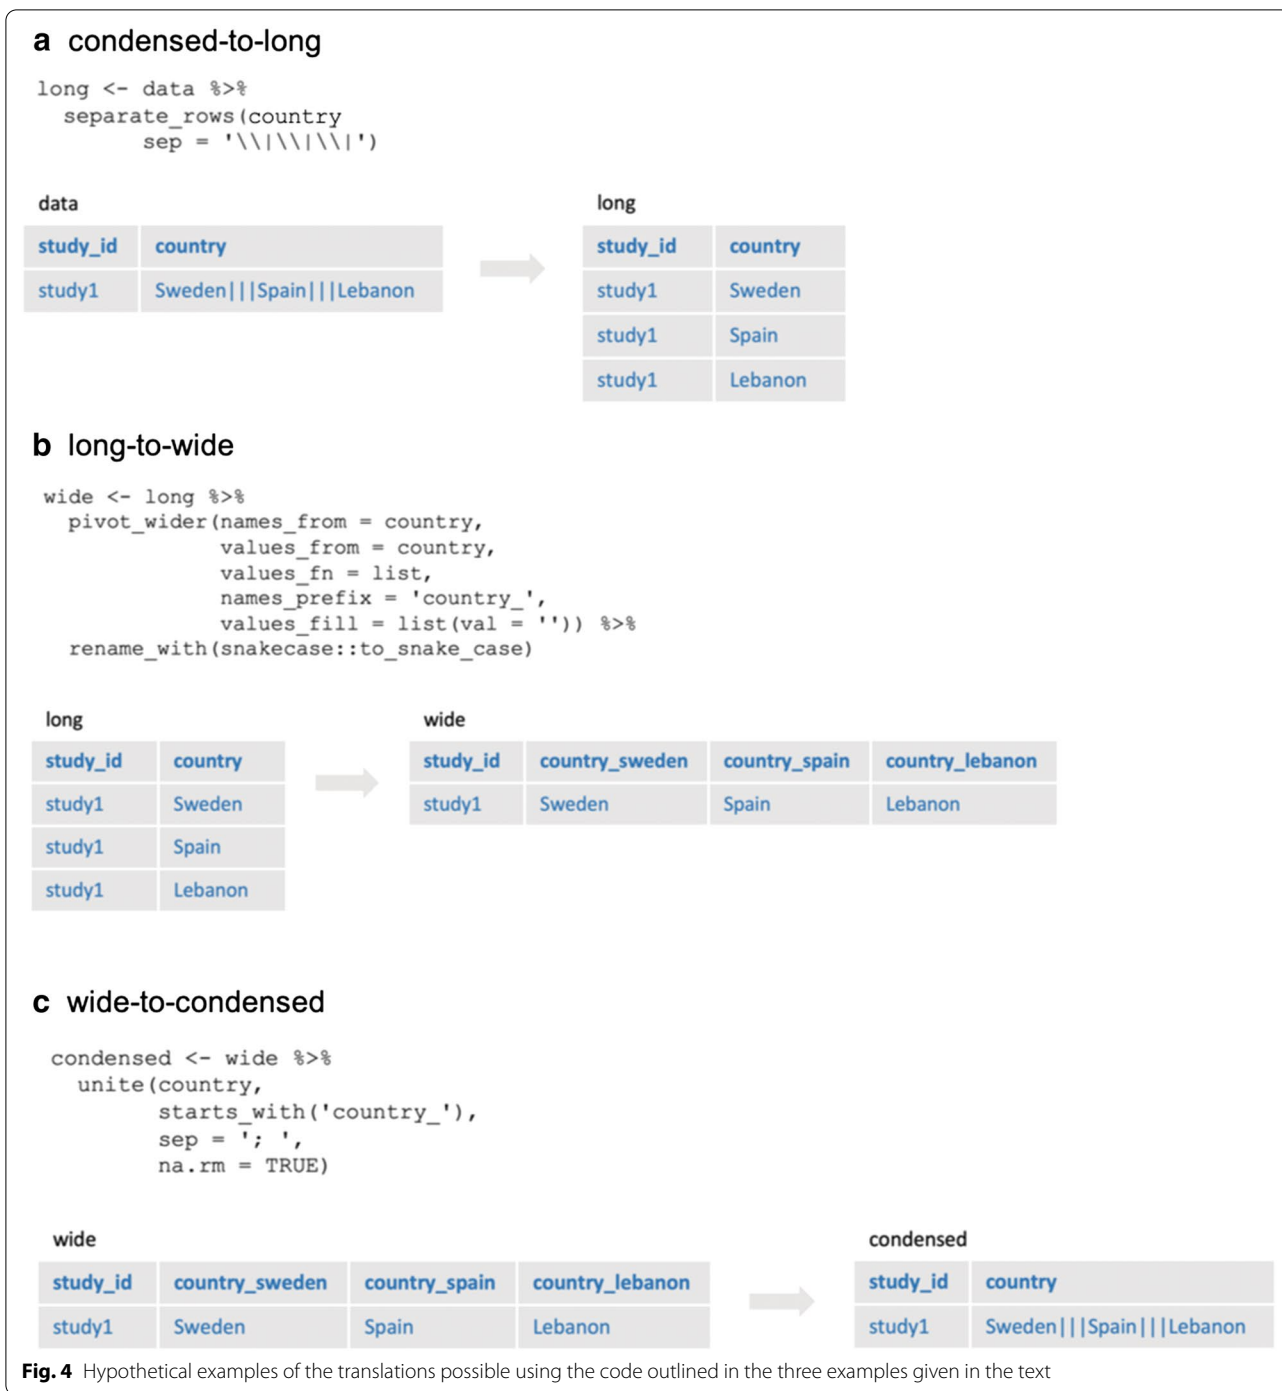 a condensed-to-long
long <- data %>%
separate_rows(country
sep = '\\|\\|\\|')
data
long
study_id country
study1 Sweden|||Spain|||Lebanon
study_id country
study1 Sweden
study1 Spain
study1 Lebanon
b long-to-wide
wide <- long %>%
pivot_wider(names_from = country,
values_from = country,
values_fn = list,
names_prefix = 'country_',
values_fill = list(val = '')) %>%
rename_with(snakecase::to_snake_case)
long
wide
study_id country
study1 Sweden
study1 Spain
study1 Lebanon
study_id country_sweden country_spain country_lebanon
study1 Sweden Spain Lebanon
c wide-to-condensed
condensed <- wide %>%
unite(country,
starts_with('country_'),
sep = '; ',
na.rm = TRUE)
wide
condensed
study_id country_sweden country_spain country_lebanon
study1 Sweden Spain Lebanon
study_id country
study1 Sweden|||Spain|||Lebanon
Fig. 4 Hypothetical examples of the translations possible using the code outlined in the three examples given in the text